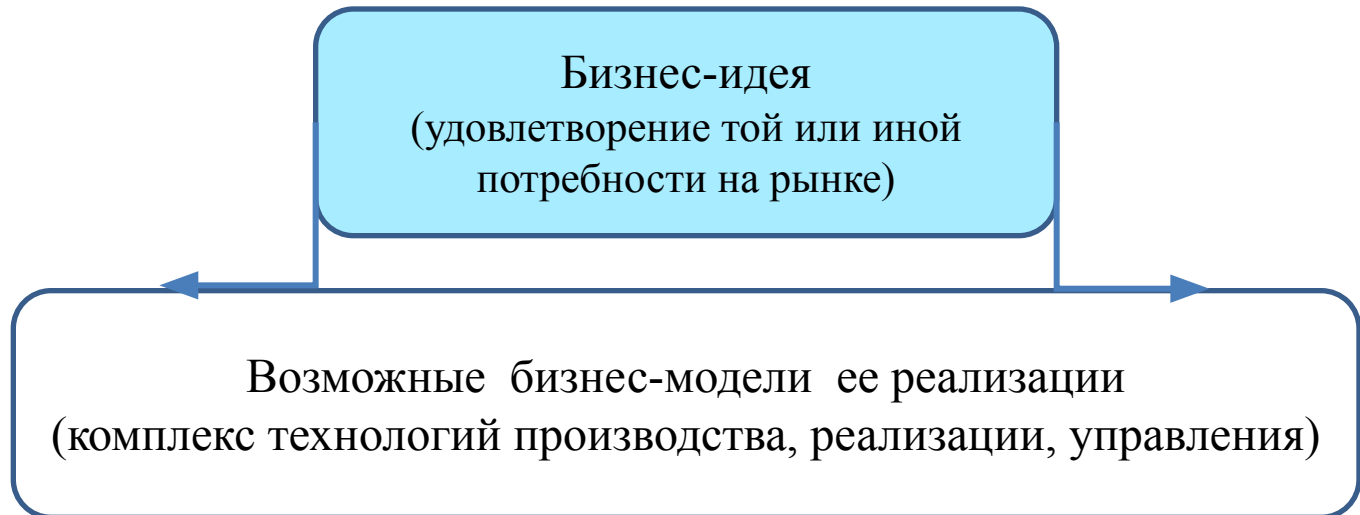 Бизнес-идея
(удовлетворение той или иной
потребности на рынке)
Возможные бизнес-модели ее реализации
(комплекс технологий производства, реализации, управления)